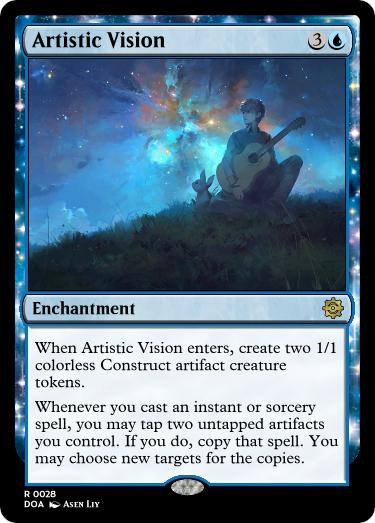 Artistic Vision 3
Enchantment
When Artistic Vision enters, create two 1/1
colorless Construct artifact creature
tokens.
Whenever you cast an instant or sorcery
spell, you may tap two untapped artifacts
you control. If you do, copy that spell. You
may choose new targets for the copies.
R 0028
DOA Asen Liy